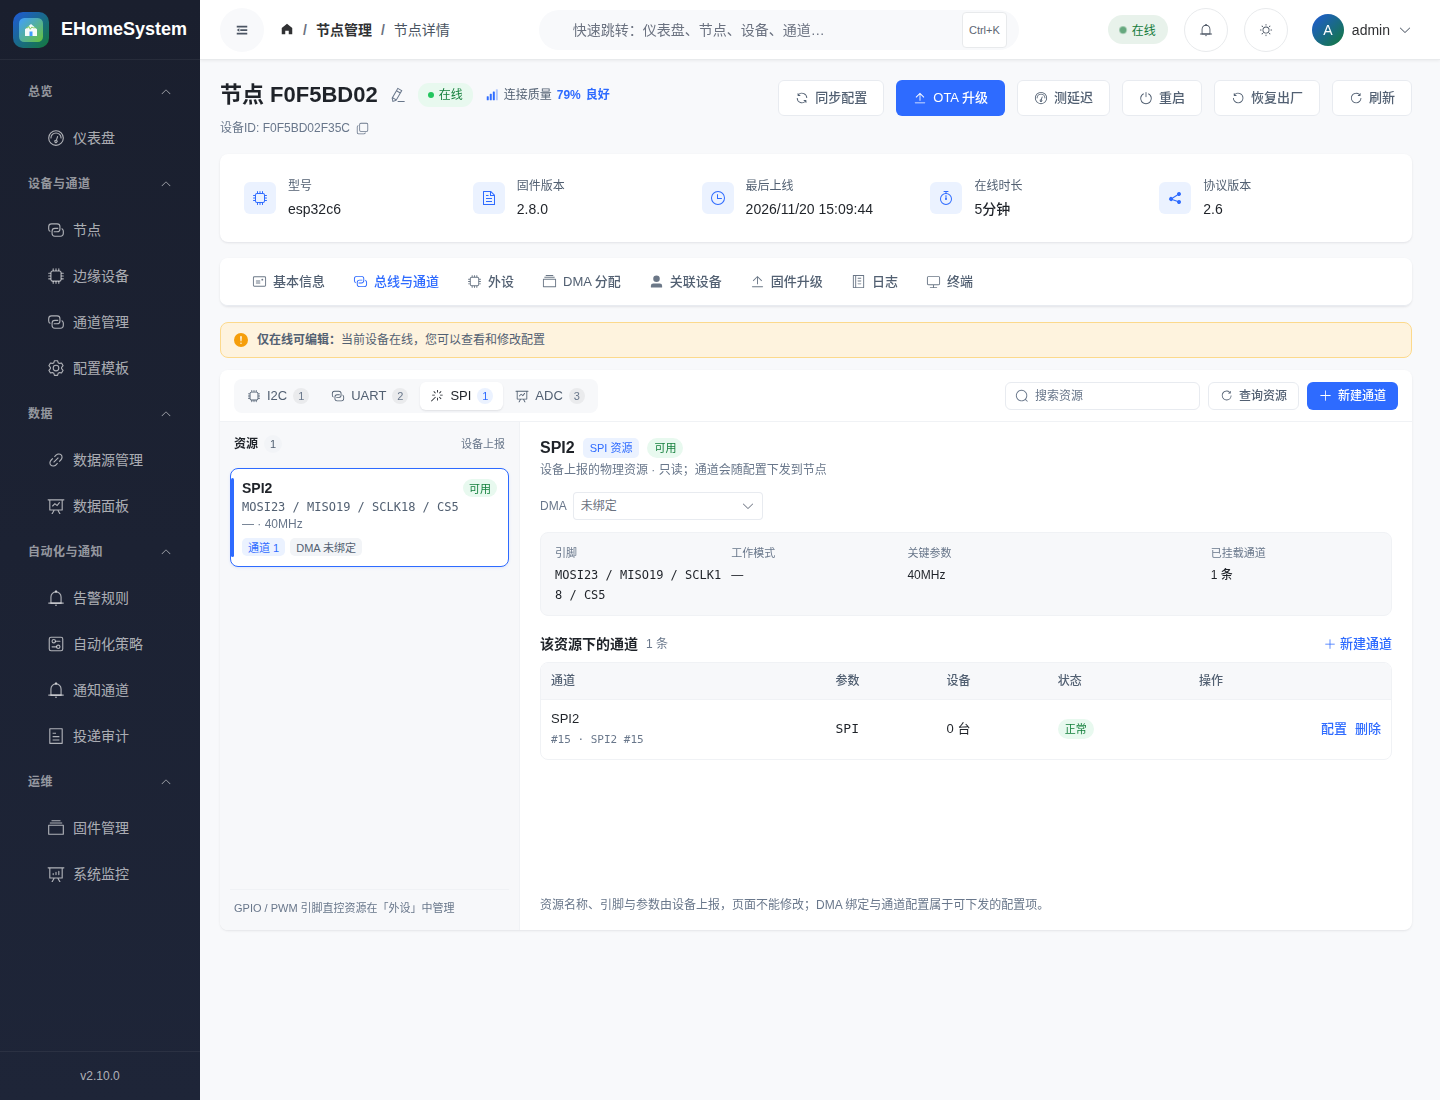 EHomeSystem
总览
仪表盘
设备与通道
节点
边缘设备
通道管理
配置模板
数据
数据源管理
数据面板
自动化与通知
告警规则
自动化策略
通知通道
投递审计
运维
固件管理
系统监控
v2.10.0
/ 节点管理 / 节点详情
快速跳转：仪表盘、节点、设备、通道…
Ctrl+K
在线
A admin
节点 F0F5BD02 在线 连接质量 79% 良好
设备ID: F0F5BD02F35C
同步配置 OTA 升级 测延迟 重启 恢复出厂 刷新
型号
esp32c6
固件版本
2.8.0
最后上线
2026/11/20 15:09:44
在线时长
5分钟
协议版本
2.6
基本信息 总线与通道 外设 DMA 分配 关联设备 固件升级 日志 终端
仅在线可编辑：当前设备在线，您可以查看和修改配置
I2C 1 UART 2 SPI 1 ADC 3
搜索资源 查询资源 新建通道
资源 1 设备上报
SPI2 可用
MOSI23 / MISO19 / SCLK18 / CS5
— · 40MHz
通道 1 DMA 未绑定
GPIO / PWM 引脚直控资源在「外设」中管理
SPI2 SPI 资源 可用
设备上报的物理资源 · 只读；通道会随配置下发到节点
DMA 未绑定
引脚 工作模式 关键参数 已挂载通道
MOSI23 / MISO19 / SCLK1 — 40MHz 1 条
8 / CS5
该资源下的通道 1 条 新建通道
通道 参数 设备 状态 操作
SPI2
#15 · SPI2 #15
SPI 0 台 正常 配置 删除
资源名称、引脚与参数由设备上报，页面不能修改；DMA 绑定与通道配置属于可下发的配置项。